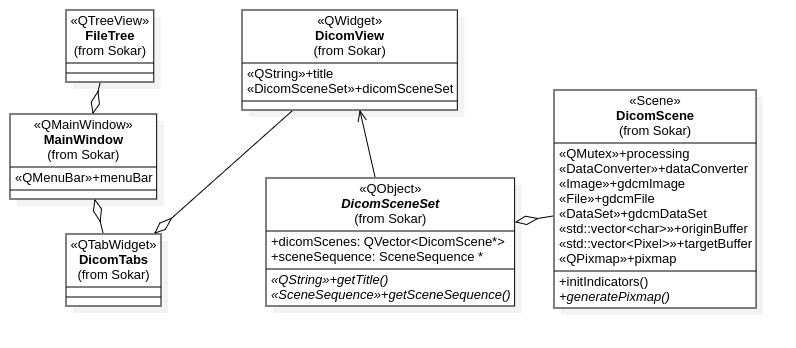 «QTreeView»
FileTree
(from Sokar)
«QWidget»
DicomView
(from Sokar)
«QString»+title
«DicomSceneSet»+dicomSceneSet
«QMainWindow»
MainWindow
(from Sokar)
«QMenuBar»+menuBar
«Scene»
DicomScene
(from Sokar)
«QMutex»+processing
«DataConverter»+dataConverter
«Image»+gdcmImage
«File»+gdcmFile
«DataSet»+gdcmDataSet
«std::vector<char>»+originBuffer
«std::vector<Pixel>»+targetBuffer
«QPixmap»+pixmap
+initIndicators()
+generatePixmap()
«QObject»
DicomSceneSet
(from Sokar)
+dicomScenes: QVector<DicomScene*>
+sceneSequence: SceneSequence *
«QString»+getTitle()
«SceneSequence»+getSceneSequence()
«QTabWidget»
DicomTabs
(from Sokar)